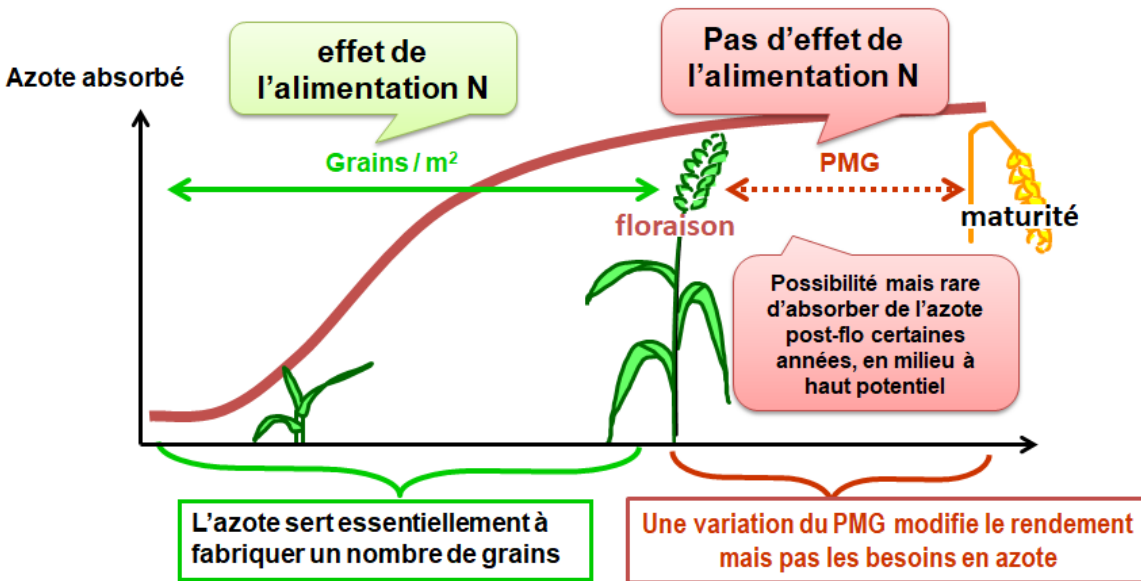 effet de
l'alimentation N
Pas d'effet de
l'alimentation N
Azote absorbé
Grains / m²
PMG
floraison
maturité
Possibilité mais rare
d'absorber de l'azote
post-flo certaines
années, en milieu à
haut potentiel
L'azote sert essentiellement à
fabriquer un nombre de grains
Une variation du PMG modifie le rendement
mais pas les besoins en azote